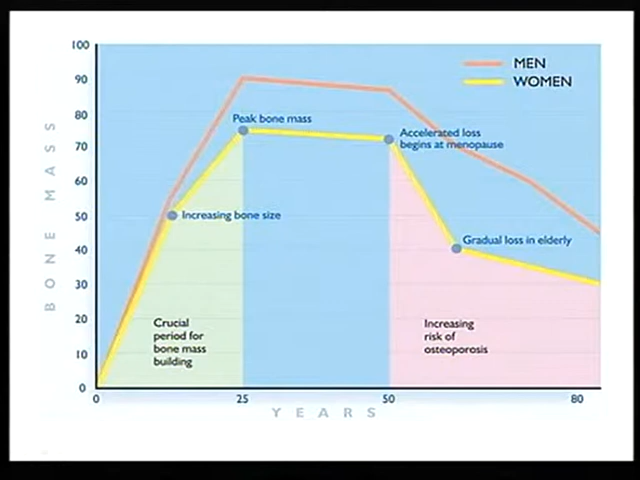 100
90
80
70
60
50
40
30
20
10
0
BONE MASS
MEN
WOMEN
Peak bone mass
Accelerated loss
begins at menopause
Increasing bone size
Gradual loss in elderly
Crucial
period for
bone mass
building
Increasing
risk of
osteoporosis
0 25 50 80
YEARS